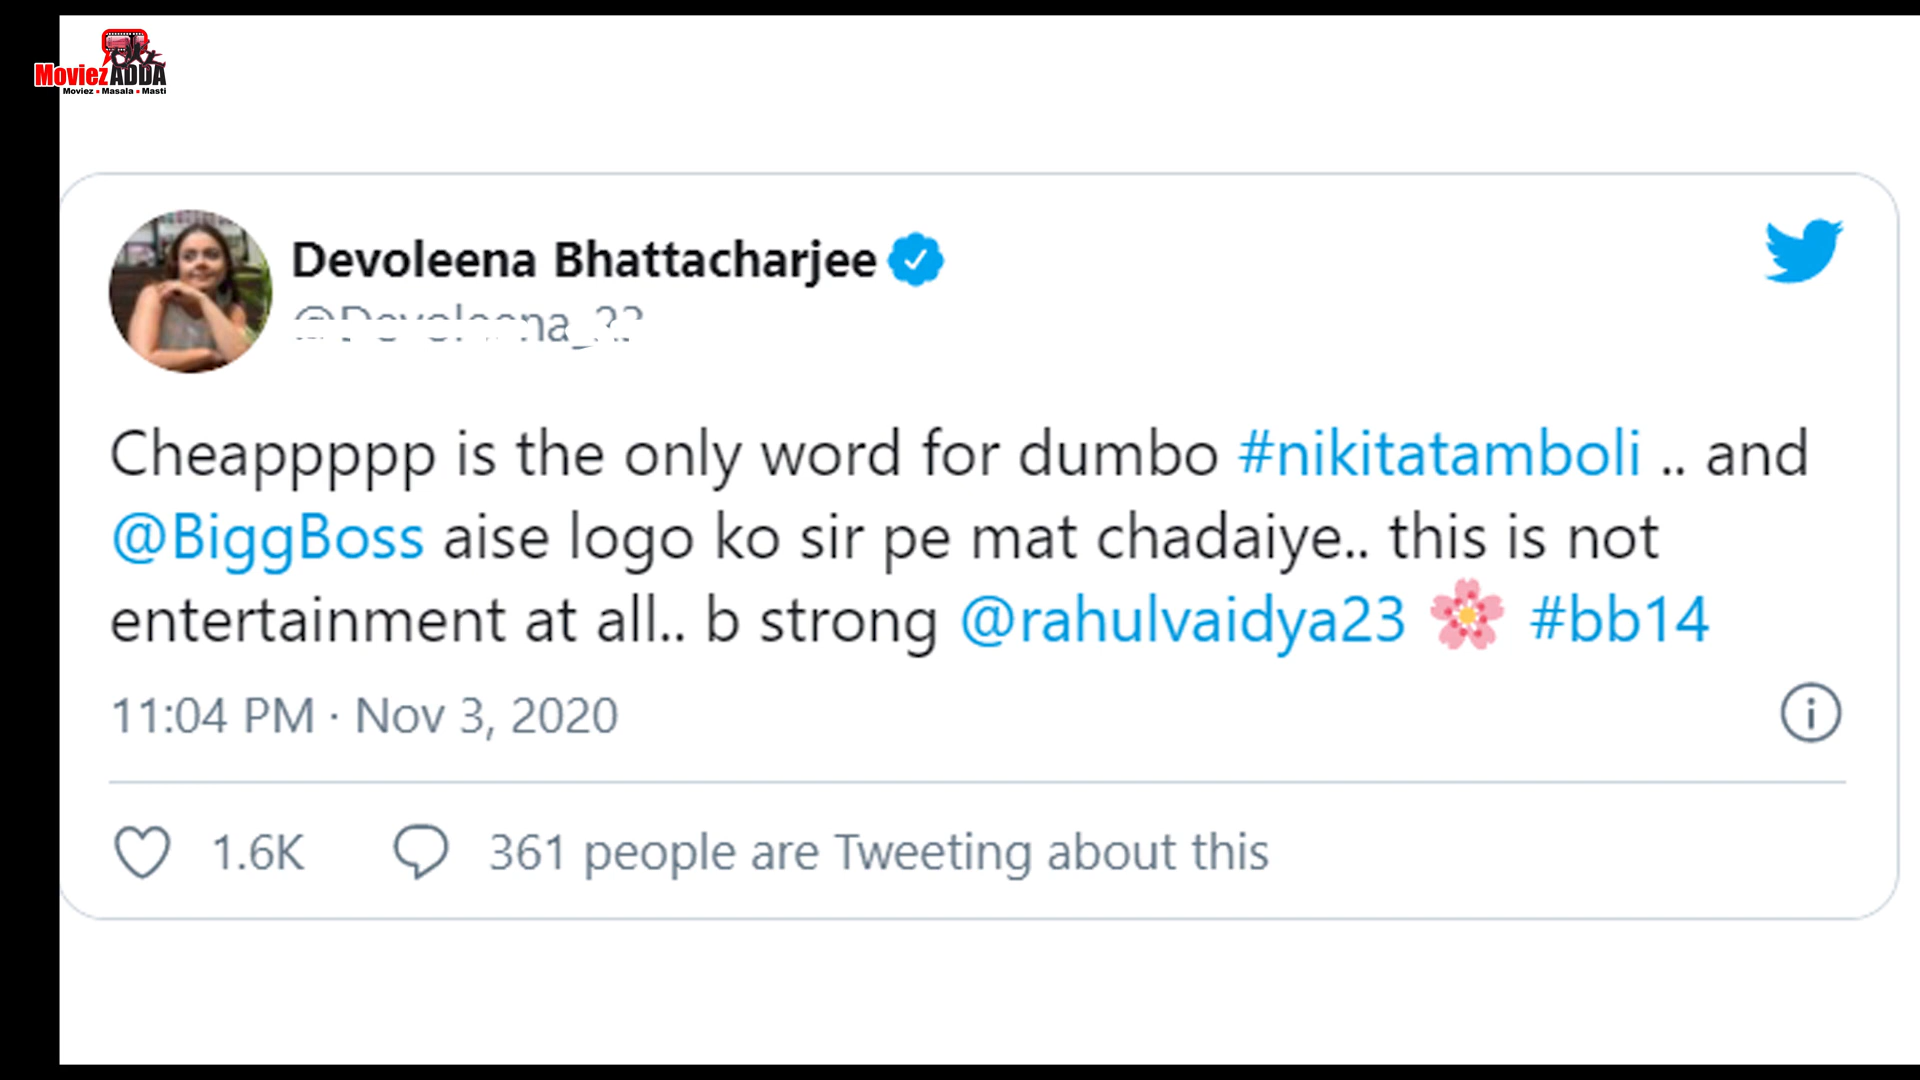 MoviezADDA
Moviez • Masala • Masti
Devoleena Bhattacharjee
@Devoleena_22
Cheappppp is the only word for dumbo #nikitatamboli .. and
@BiggBoss aise logo ko sir pe mat chadaiye.. this is not
entertainment at all.. b strong @rahulvaidya23 🌸 #bb14
11:04 PM · Nov 3, 2020
1.6K 361 people are Tweeting about this